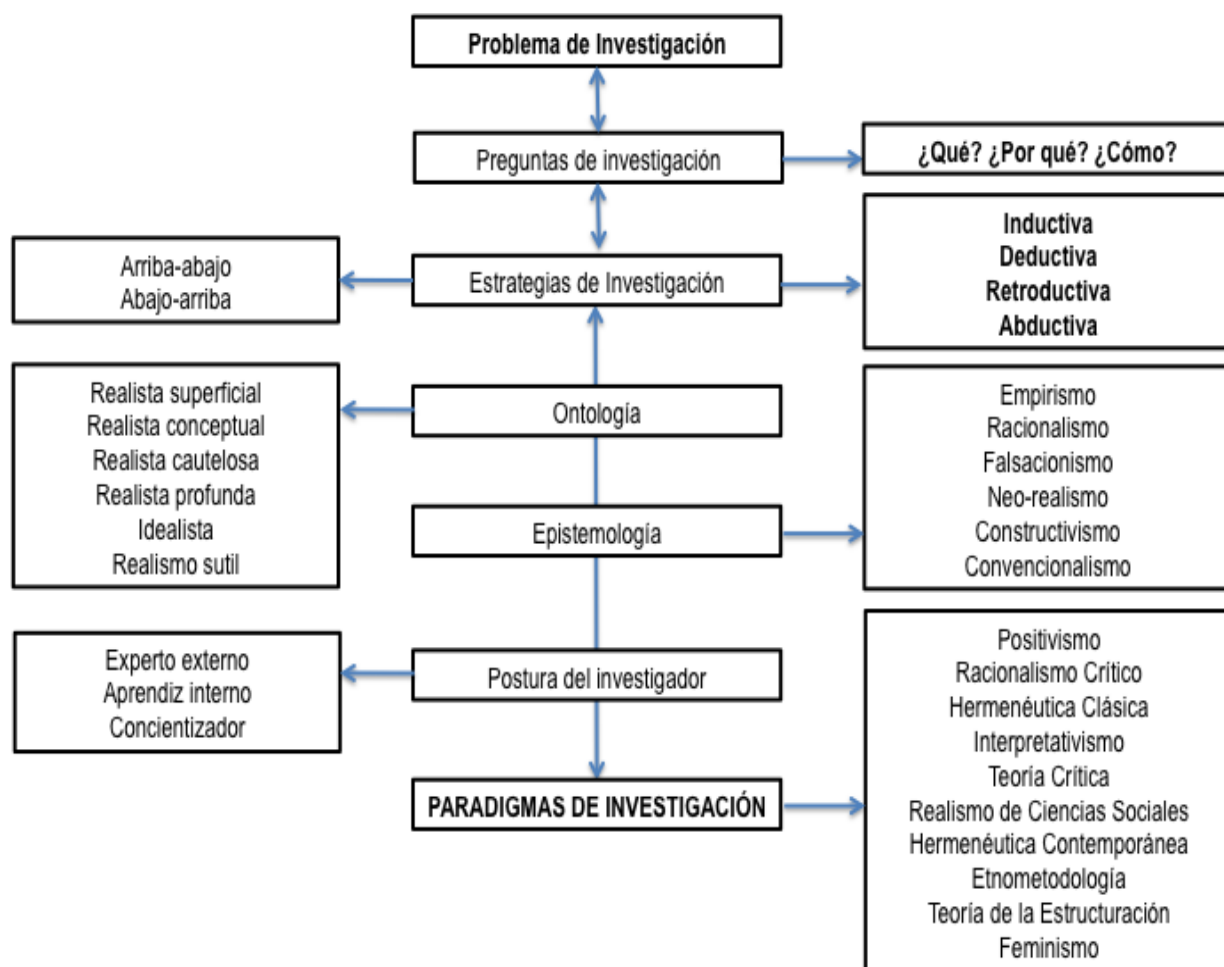 Problema de Investigación
Preguntas de investigación
¿Qué? ¿Por qué? ¿Cómo?
Arriba-abajo
Abajo-arriba
Estrategias de Investigación
Inductiva
Deductiva
Retroductiva
Abductiva
Realista superficial
Realista conceptual
Realista cautelosa
Realista profunda
Idealista
Realismo sutil
Ontología
Epistemología
Empirismo
Racionalismo
Falsacionismo
Neo-realismo
Constructivismo
Convencionalismo
Experto externo
Aprendiz interno
Concientizador
Postura del investigador
PARADIGMAS DE INVESTIGACIÓN
Positivismo
Racionalismo Crítico
Hermenéutica Clásica
Interpretativismo
Teoría Crítica
Realismo de Ciencias Sociales
Hermenéutica Contemporánea
Etnometodología
Teoría de la Estructuración
Feminismo